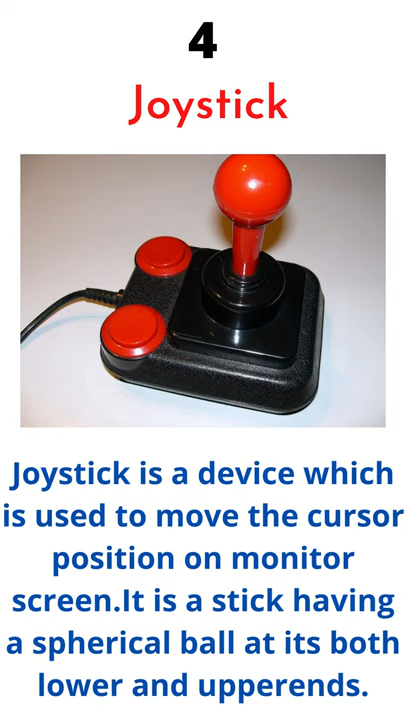 4
Joystick
Joystick is a device which
is used to move the cursor
position on monitor
screen.It is a stick having
a spherical ball at its both
lower and upperends.